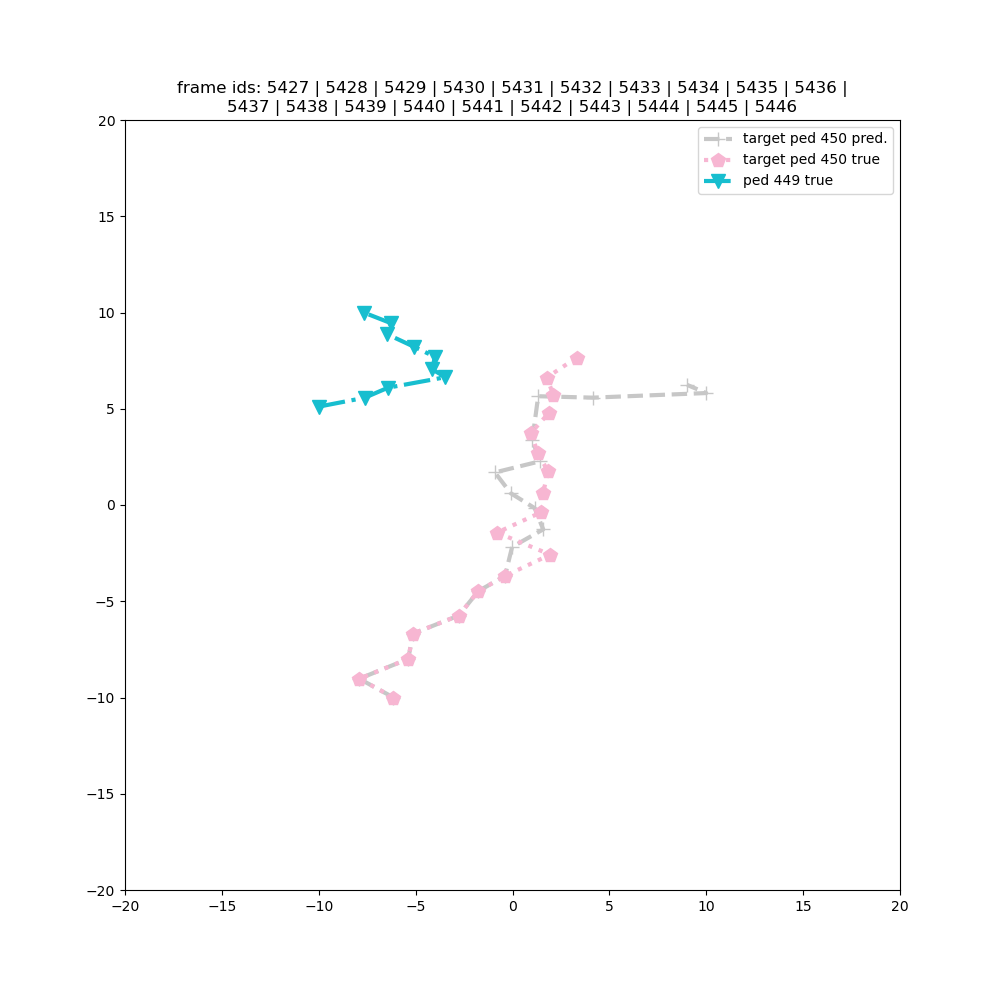 frame ids: 5427 | 5428 | 5429 | 5430 | 5431 | 5432 | 5433 | 5434 | 5435 | 5436 |
5437 | 5438 | 5439 | 5440 | 5441 | 5442 | 5443 | 5444 | 5445 | 5446
target ped 450 pred.
target ped 450 true
ped 449 true
20
15
10
5
0
−5
−10
−15
−20
−20 −15 −10 −5 0 5 10 15 20